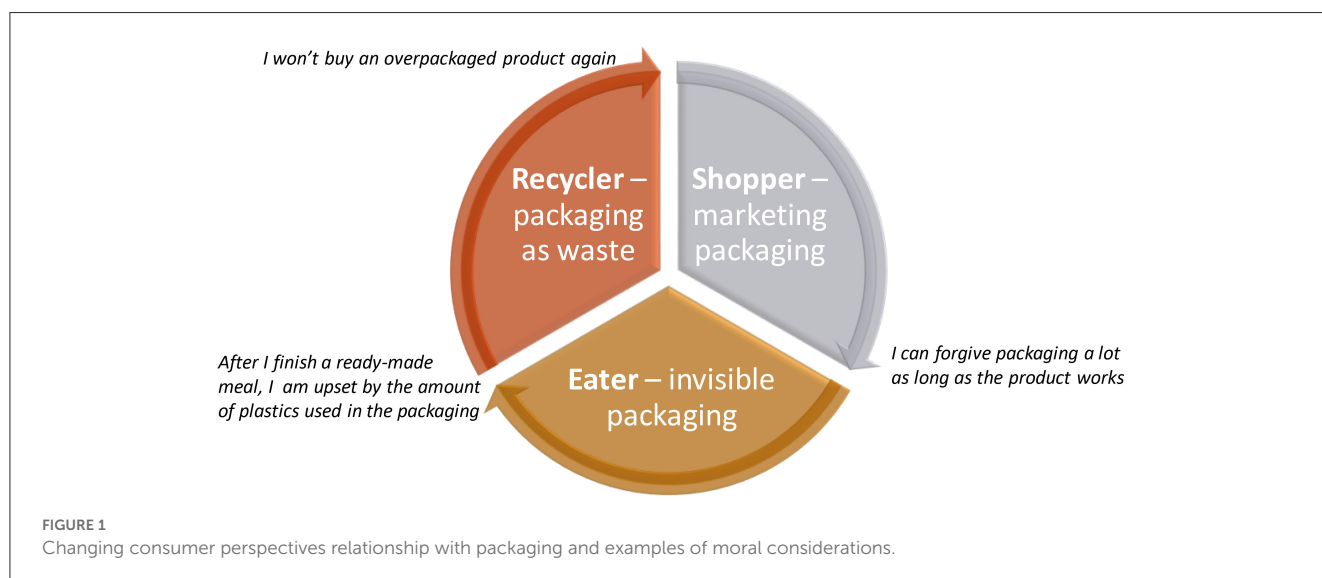 I won't buy an overpackaged product again
Recycler –
packaging
as waste
Shopper –
marketing
packaging
After I finish a ready-made
meal, I am upset by the amount
of plastics used in the packaging
Eater – invisible
packaging
I can forgive packaging a lot
as long as the product works
FIGURE 1
Changing consumer perspectives relationship with packaging and examples of moral considerations.